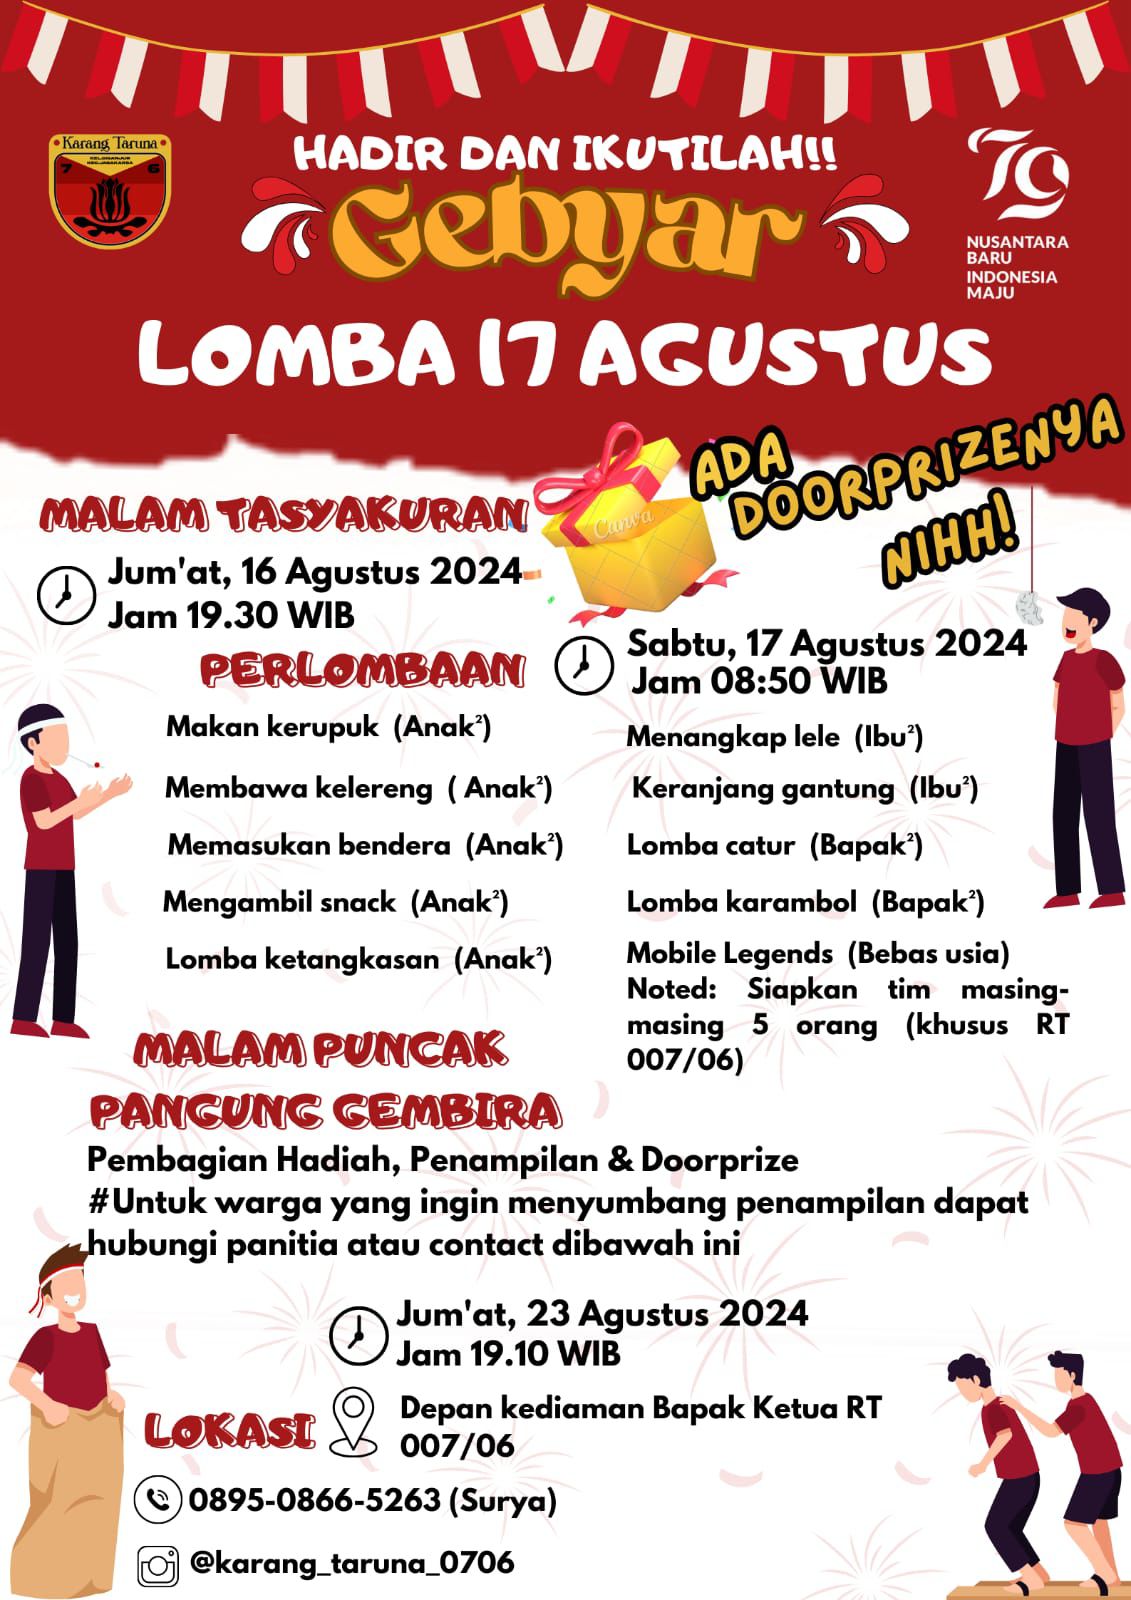 Karang Taruna
7 6
HADIR DAN IKUTILAH!!
Gebyar
LOMBA 17 AGUSTUS
79
NUSANTARA
BARU
INDONESIA
MAJU
ADA
DOORPRIZENYA
NIHH!
Canva
MALAM TASYAKURAN
Jum'at, 16 Agustus 2024
Jam 19.30 WIB
PERLOMBAAN
Sabtu, 17 Agustus 2024
Jam 08:50 WIB
Makan kerupuk (Anak²)
Membawa kelereng ( Anak²)
Memasukan bendera (Anak²)
Mengambil snack (Anak²)
Lomba ketangkasan (Anak²)
Menangkap lele (Ibu²)
Keranjang gantung (Ibu²)
Lomba catur (Bapak²)
Lomba karambol (Bapak²)
Mobile Legends (Bebas usia)
Noted: Siapkan tim masing-
masing 5 orang (khusus RT
007/06)
MALAM PUNCAK
PANGUNG GEMBIRA
Pembagian Hadiah, Penampilan & Doorprize
#Untuk warga yang ingin menyumbang penampilan dapat
hubungi panitia atau contact dibawah ini
Jum'at, 23 Agustus 2024
Jam 19.10 WIB
LOKASI
Depan kediaman Bapak Ketua RT
007/06
0895-0866-5263 (Surya)
@karang_taruna_0706